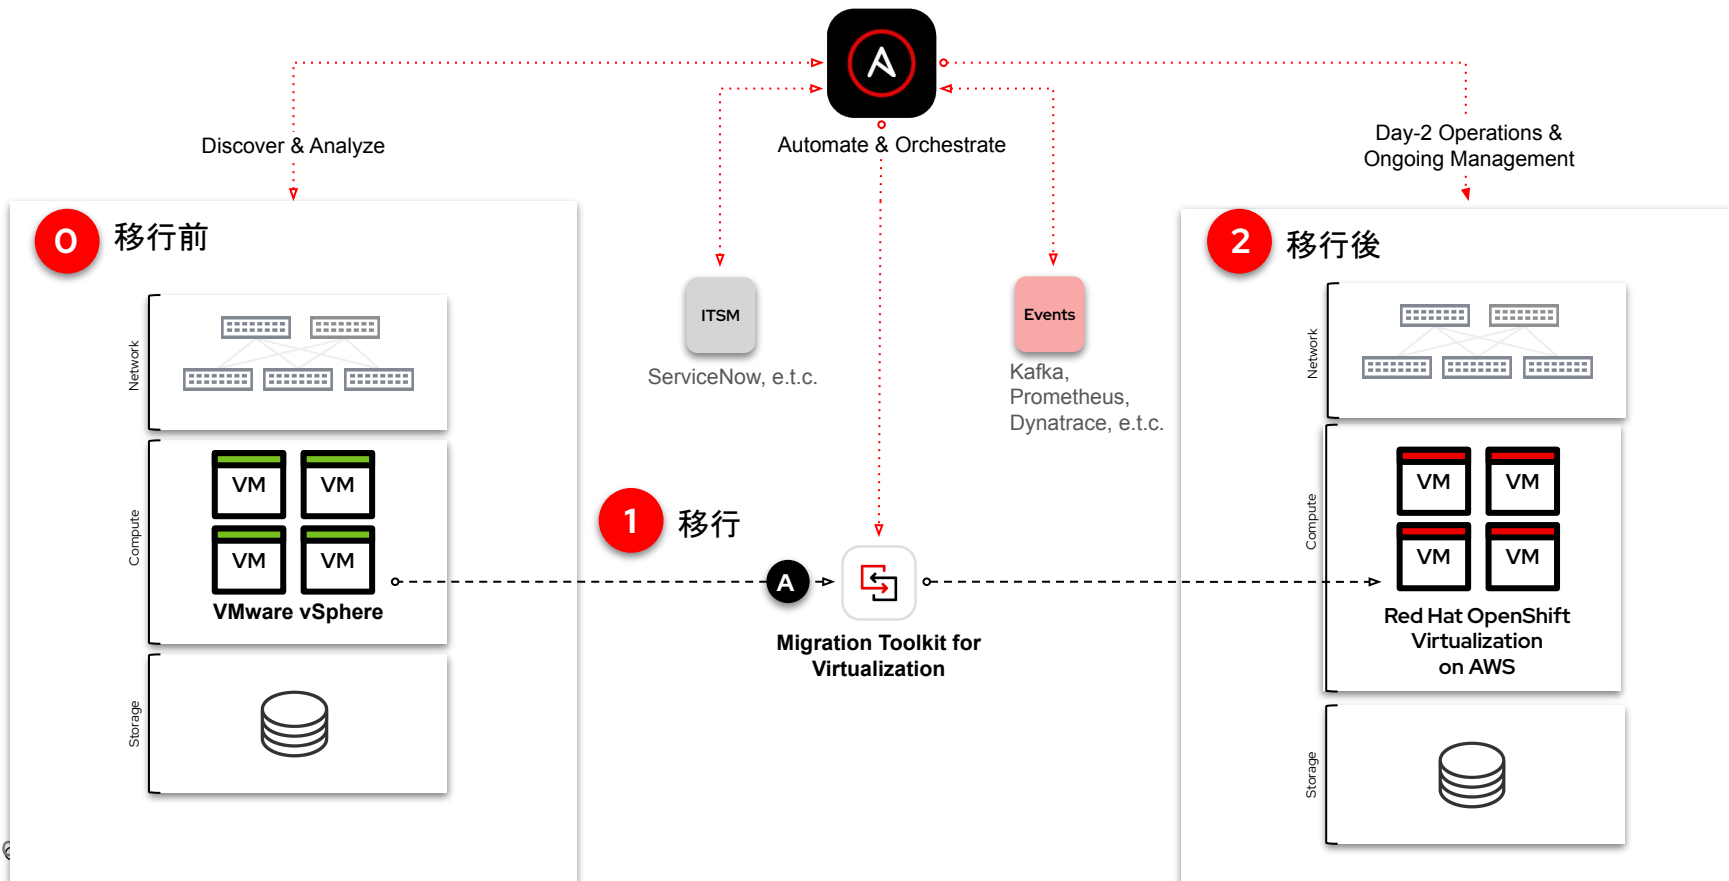 Discover & Analyze
Automate & Orchestrate
Day-2 Operations &
Ongoing Management
0
移行前
Network
Compute
VM
VM
VM
VM
VMware vSphere
Storage
ITSM
ServiceNow, e.t.c.
Events
Kafka,
Prometheus,
Dynatrace, e.t.c.
1
移行
A
Migration Toolkit for
Virtualization
2
移行後
Network
Compute
VM
VM
VM
VM
Red Hat OpenShift
Virtualization
on AWS
Storage